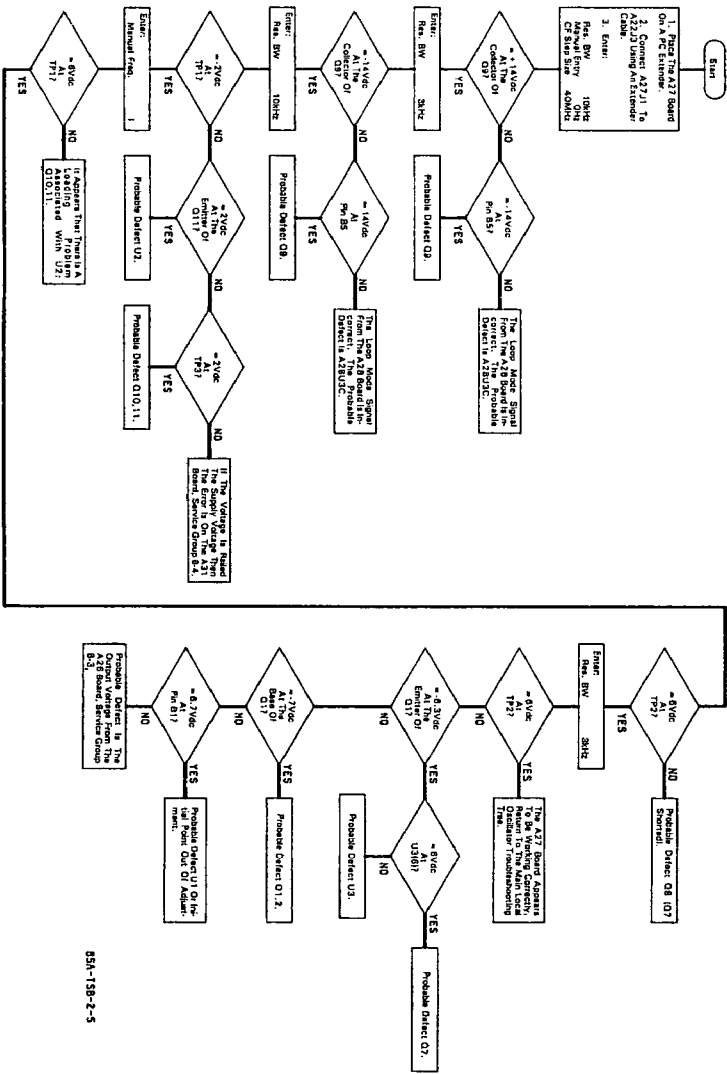 Start
1. Place The A27 Board
On A PC Extender.
2. Connect A27J1 To
A22J3 Using An Extender
Cable.
3. Enter:
Res. BW 10kHz
Manual Entry 0Hz
CF Step Size 40MHz
≈ +14Vdc
At The
Collector Of
Q9?
NO
YES
≈-14Vdc
At
Pin B5?
NO
YES
The Loop Mode Signal
From The A28 Board Is In-
correct. The Probable
Defect Is A28U3C.
Probable Defect Q9.
Enter:
Res. BW 3kHz
≈-14Vdc
At The
Collector Of
Q9?
NO
YES
≈ 14Vdc
At
Pin B5
NO
YES
The Loop Mode Signal
From The A28 Board Is In-
correct. The Probable
Defect Is A28U3C.
Probable Defect Q9.
Enter:
Res. BW 10kHz
≈-2Vdc
At
TP1?
NO
YES
≈ 2Vdc
At The
Emitter Of
Q11?
NO
YES
≈ 2Vdc
At
TP3?
NO
YES
If The Voltage Is Railed
The Supply Voltage Then
The Error Is On The A31
Board, Service Group 8-4.
Probable Defect U2.
Probable Defect Q10,11.
Enter:
Manual Freq. 1
≈ 6Vdc
At
TP1?
NO
YES
It Appears That There Is A
Loading Problem
Associated With U2;
Q10,11.
≈ 6Vdc
At
TP2?
NO
YES
Probable Defect Q8 (Q7
Shorted).
Enter:
Res. BW 3kHz
≈ 6Vdc
At
TP2?
YES
NO
The A27 Board Appears
To Be Working Correctly.
Return To The Main Local
Oscillator Troubleshooting
Tree.
≈-6.3Vdc
At The
Emitter Of
Q1?
YES
NO
≈ 6Vdc
At
U3(6)?
YES
NO
Probable Defect Q7.
Probable Defect U3.
≈-7Vdc
At The
Base Of
Q1?
YES
NO
Probable Defect Q1,2.
≈ 6.7Vdc
At
Pin B1?
YES
NO
Probable Defect U1 Or Ini-
tial Point Out Of Adjust-
ment.
Probable Defect Is The
Output Voltage From The
A26 Board, Service Group
8-3.
85A-TSB-2-5